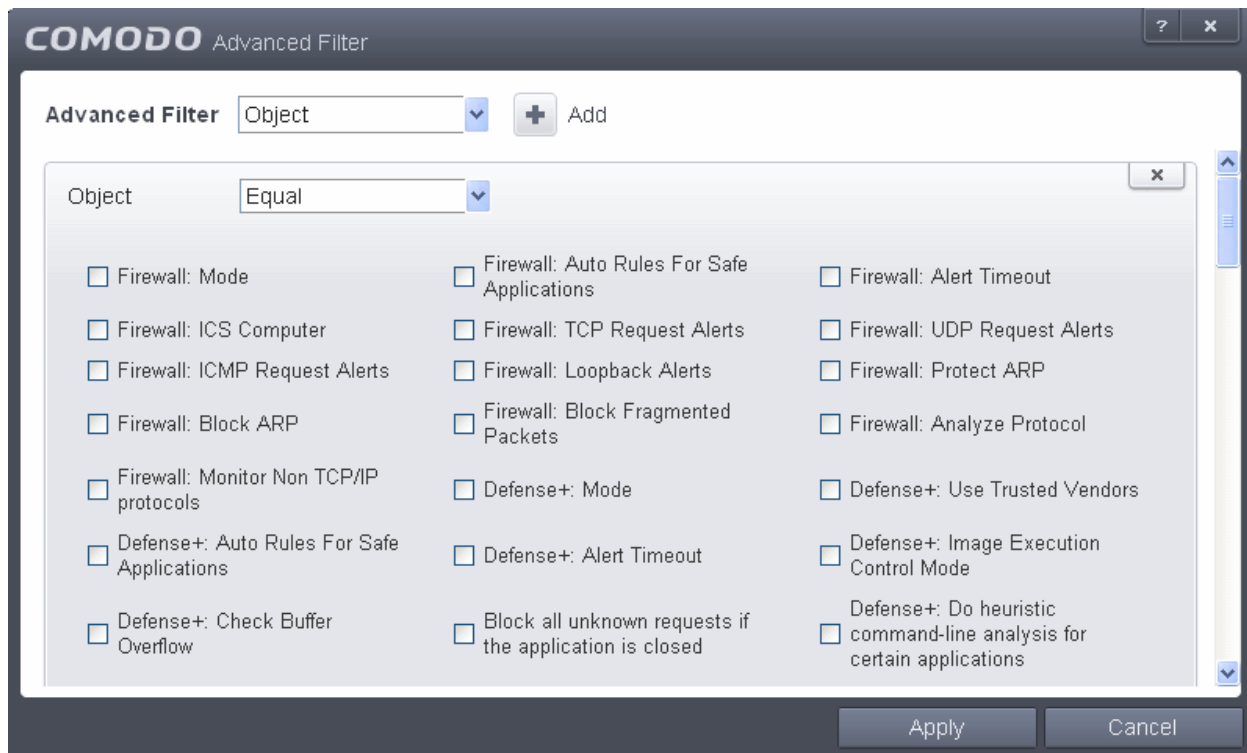 COMODO Advanced Filter
? x
Advanced Filter Object + Add
x
Object Equal
Firewall: Mode
Firewall: Auto Rules For Safe
Applications
Firewall: Alert Timeout
Firewall: ICS Computer
Firewall: TCP Request Alerts
Firewall: UDP Request Alerts
Firewall: ICMP Request Alerts
Firewall: Loopback Alerts
Firewall: Protect ARP
Firewall: Block ARP
Firewall: Block Fragmented
Packets
Firewall: Analyze Protocol
Firewall: Monitor Non TCP/IP
protocols
Defense+: Mode
Defense+: Use Trusted Vendors
Defense+: Auto Rules For Safe
Applications
Defense+: Alert Timeout
Defense+: Image Execution
Control Mode
Defense+: Check Buffer
Overflow
Block all unknown requests if
the application is closed
Defense+: Do heuristic
command-line analysis for
certain applications
Apply
Cancel